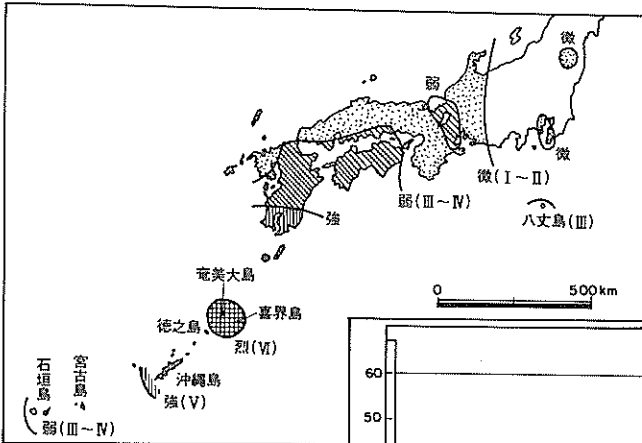 微
弱
微
微(I～II)
弱(III～IV)
八丈島(III)
強
0 500km
奄美大島
喜界島
徳之島
烈(VI)
沖縄島
強(V)
宮古島
石垣島
弱(III～IV)
60
50